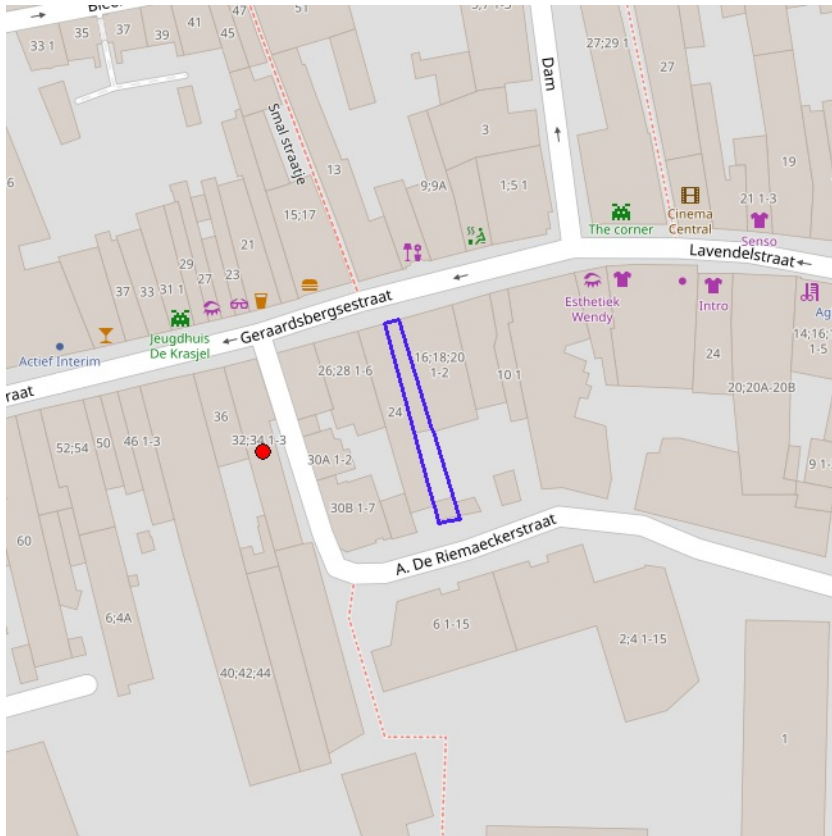 47
51
33 1
35
37
39
41
45
Dam
27;29 1
27
3
Smal straatje
13
9;9A
1;5 1
19
6
15;17
21 1-3
The corner
Cinema
Central
Senso
21
29
27
23
37
33
31 1
Lavendelstraat
Geraardsbergsestraat
Esthetiek
Wendy
Intro
Jeugdhuis
De Krasjel
Actief Interim
raat
26;28 1-6
16;18;20
1-2
10 1
24
24
20;20A-20B
14;16;1
1-5
36
32;34 1-3
52;54
50
46 1-3
30A 1-2
30B 1-7
9 1-
60
A. De Riemaeckerstraat
6;4A
6 1-15
2;4 1-15
40;42;44
1